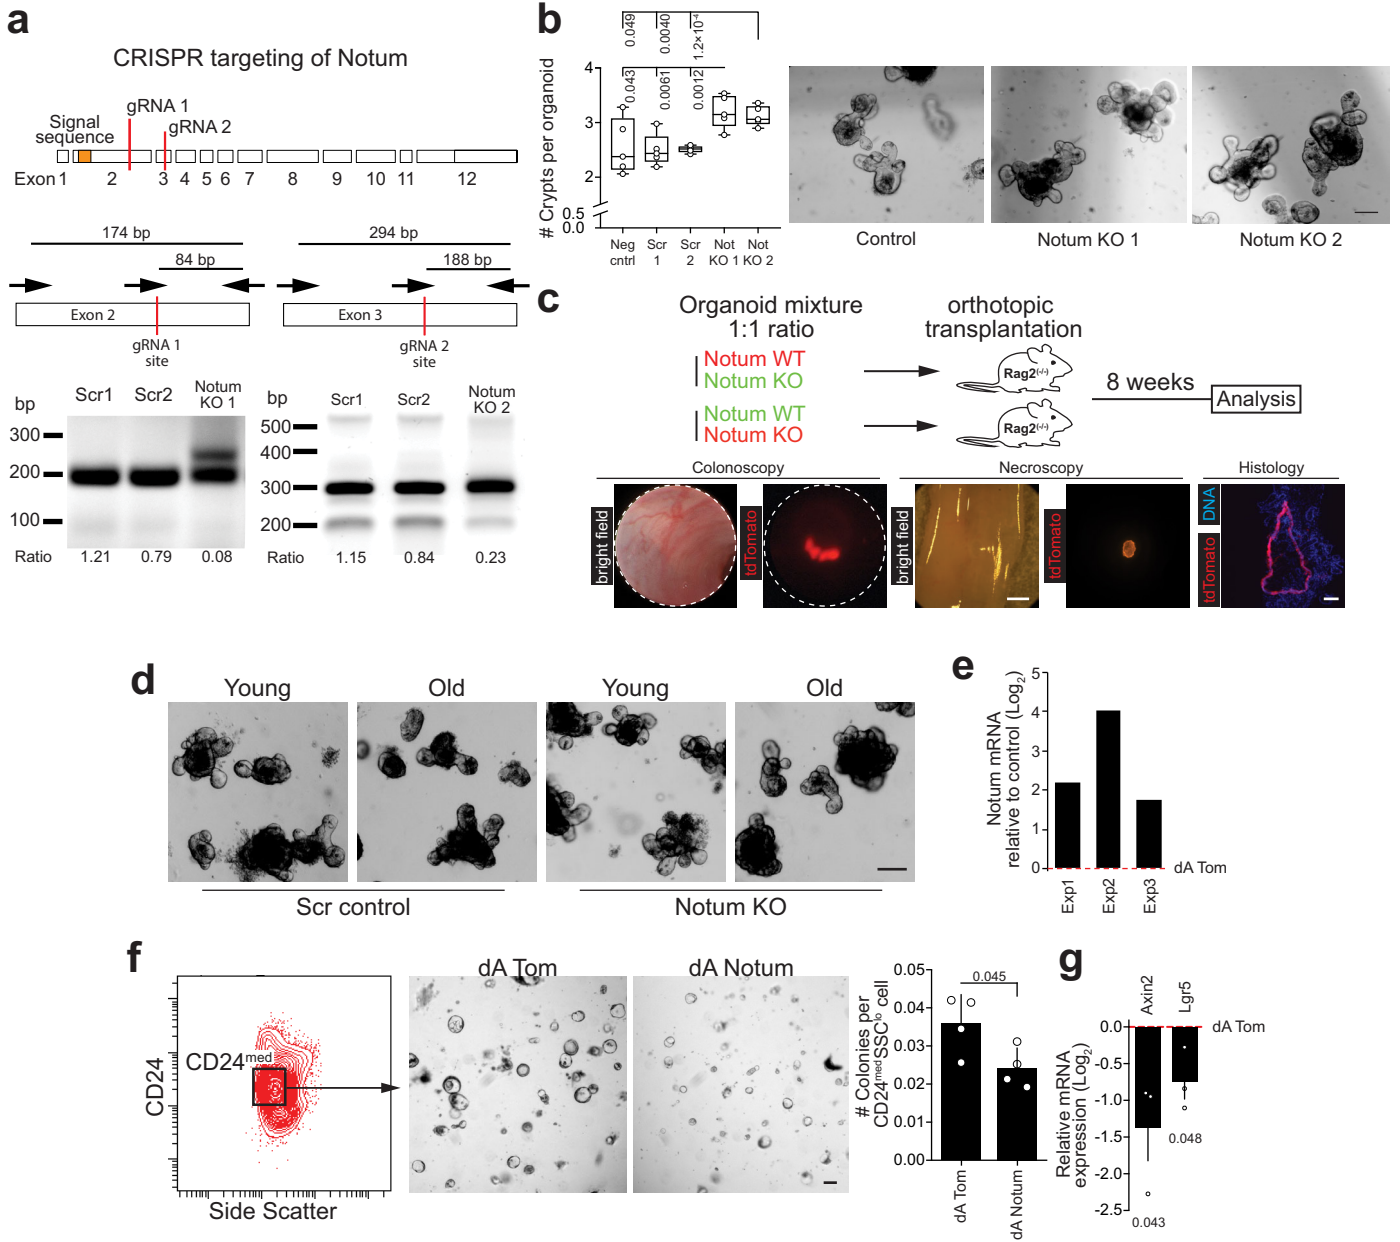 a
CRISPR targeting of Notum
gRNA 1
Signal
sequence
gRNA 2
Exon 1 2 3 4 5 6 7 8 9 10 11 12
174 bp
84 bp
Exon 2
gRNA 1
site
294 bp
188 bp
Exon 3
gRNA 2
site
bp
Scr1 Scr2 Notum
KO 1
300
200
100
Ratio 1.21 0.79 0.08
bp
Scr1 Scr2 Notum
KO 2
500
400
300
200
Ratio 1.15 0.84 0.23
b
# Crypts per organoid
4
3
2
0.5
0.0
0.049
0.0040
1.2×10⁻⁴
0.043
0.0061
0.0012
Neg
cntrl
Scr
1
Scr
2
Not
KO 1
Not
KO 2
Control
Notum KO 1
Notum KO 2
c
Organoid mixture
1:1 ratio
Notum WT
Notum KO
Notum WT
Notum KO
orthotopic
transplantation
Rag2(-/-)
Rag2(-/-)
8 weeks
Analysis
Colonoscopy
bright field
tdTomato
Necroscopy
bright field
tdTomato
Histology
tdTomato DNA
d
Young Old Young Old
Scr control
Notum KO
e
Notum mRNA
relative to control (Log₂)
5
4
3
2
1
0
dA Tom
Exp1
Exp2
Exp3
f
CD24
CD24med
Side Scatter
dA Tom
dA Notum
# Colonies per
CD24medSSClo cell
0.05
0.04
0.03
0.02
0.01
0.00
0.045
dA Tom
dA Notum
g
Axin2
Lgr5
Relative mRNA
expression (Log₂)
0.0
-0.5
-1.0
-1.5
-2.0
-2.5
dA Tom
0.048
0.043